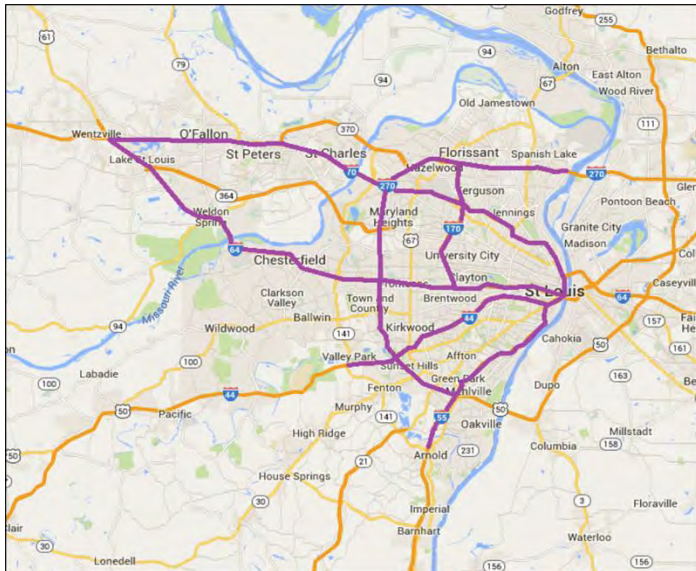 Godfrey
255
61
Bethalto
94
79
Alton
67
East Alton
Wood River
94
Old Jamestown
370
111
Wentzville
O'Fallon
Florissant
St Peters
St Charles
Spanish Lake
Lake St Louis
70
Hazelwood
270
270
Glen
364
Ferguson
Pontoon Beach
Weldon
Spring
Maryland
Heights
Jennings
170
Granite City
67
Madison
64
University City
Chesterfield
Missouri River
Clayton
St Louis
Caseyville
Clarkson
Valley
Town and
Country
Brentwood
64
94
Wildwood
Ballwin
44
157
141
Kirkwood
Cahokia
50
100
Valley Park
Affton
161
Labadie
Sunset Hills
163
100
Green Park
Dupo
44
Fenton
Mehlville
50
Pacific
Murphy
55
50
141
Oakville
Millstadt
High Ridge
Columbia
158
50
231
21
Arnold
House Springs
3
30
Imperial
Floraville
Barnhart
Waterloo
30
Lonedell
156
156